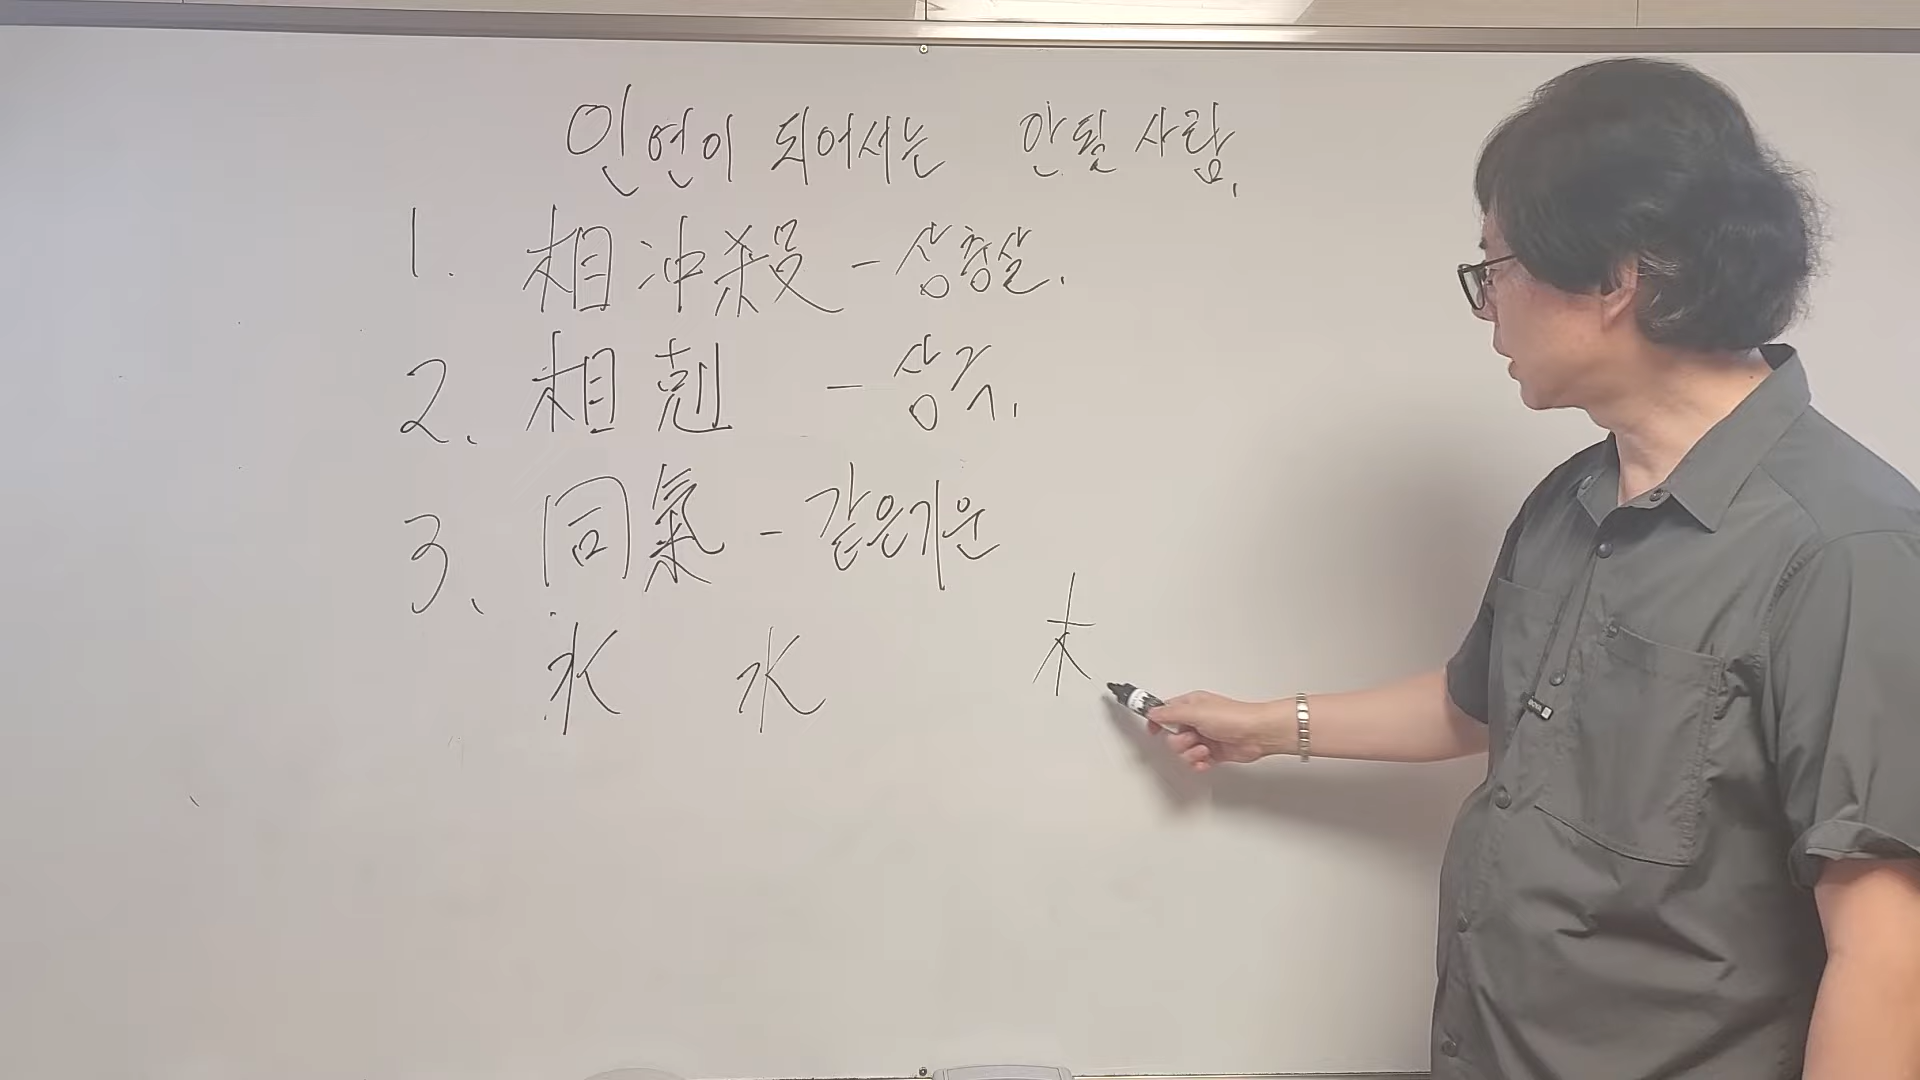 인연이 되어서는 안될 사람.
1. 相冲殺 - 상충살.
2. 相剋 - 상극.
3. 同氣 - 같은기운
水 水 木